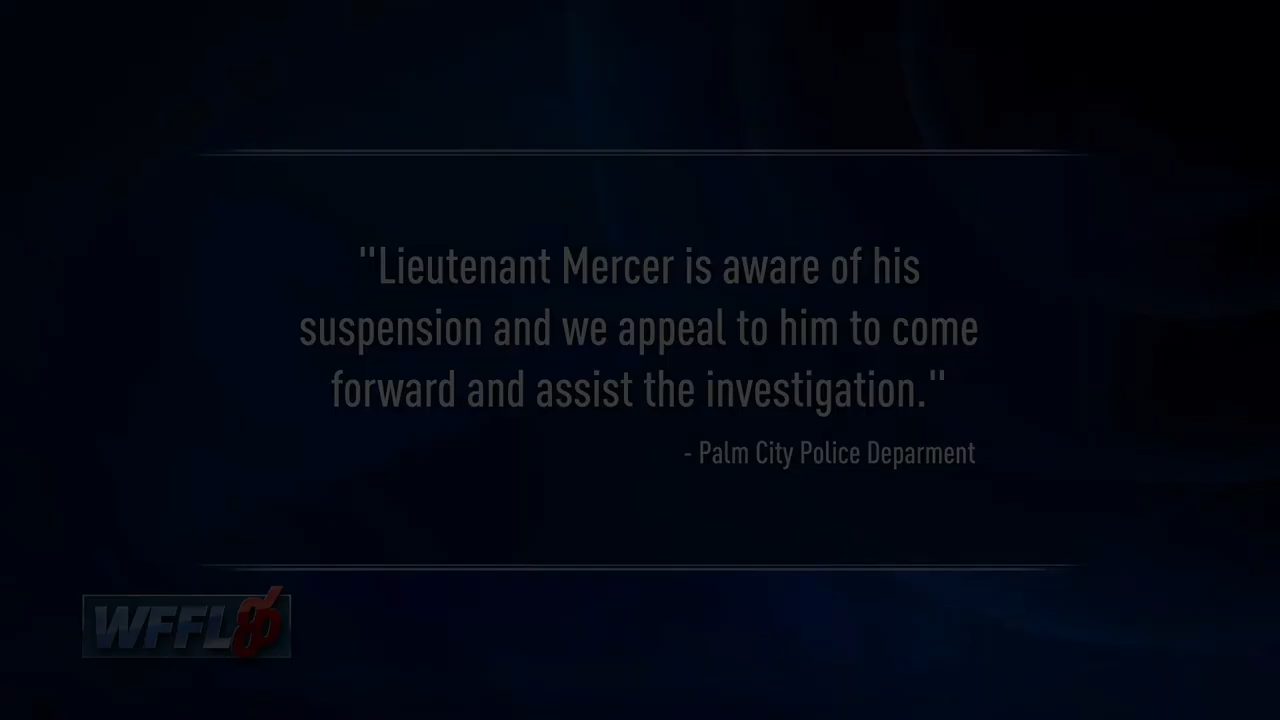 "Lieutenant Mercer is aware of his
suspension and we appeal to him to come
forward and assist the investigation."
- Palm City Police Deparment
WFFL86